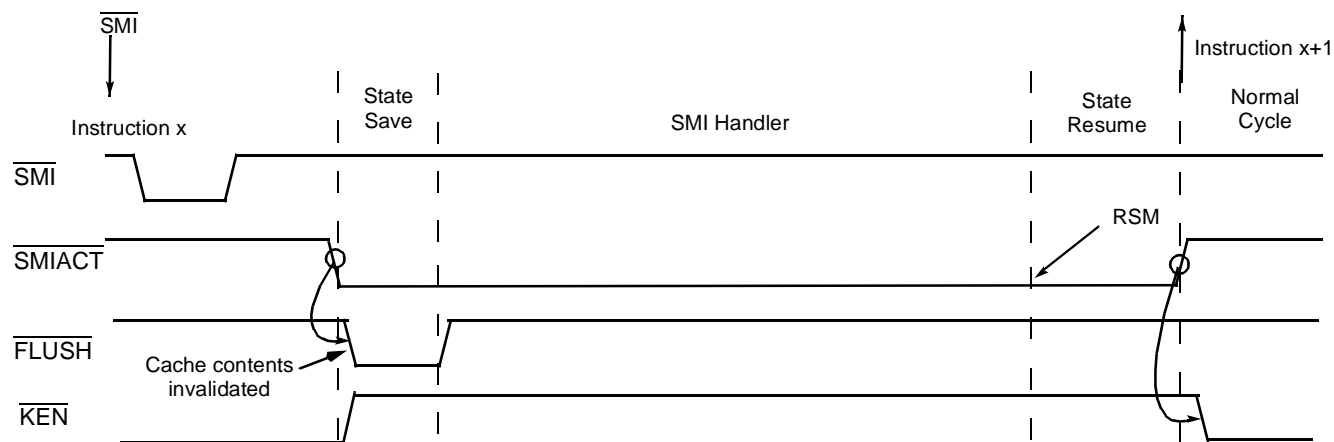 SMI
Instruction x+1
State
Save
SMI Handler
State
Resume
Normal
Cycle
Instruction x
SMI
SMIACT
RSM
FLUSH
Cache contents
invalidated
KEN